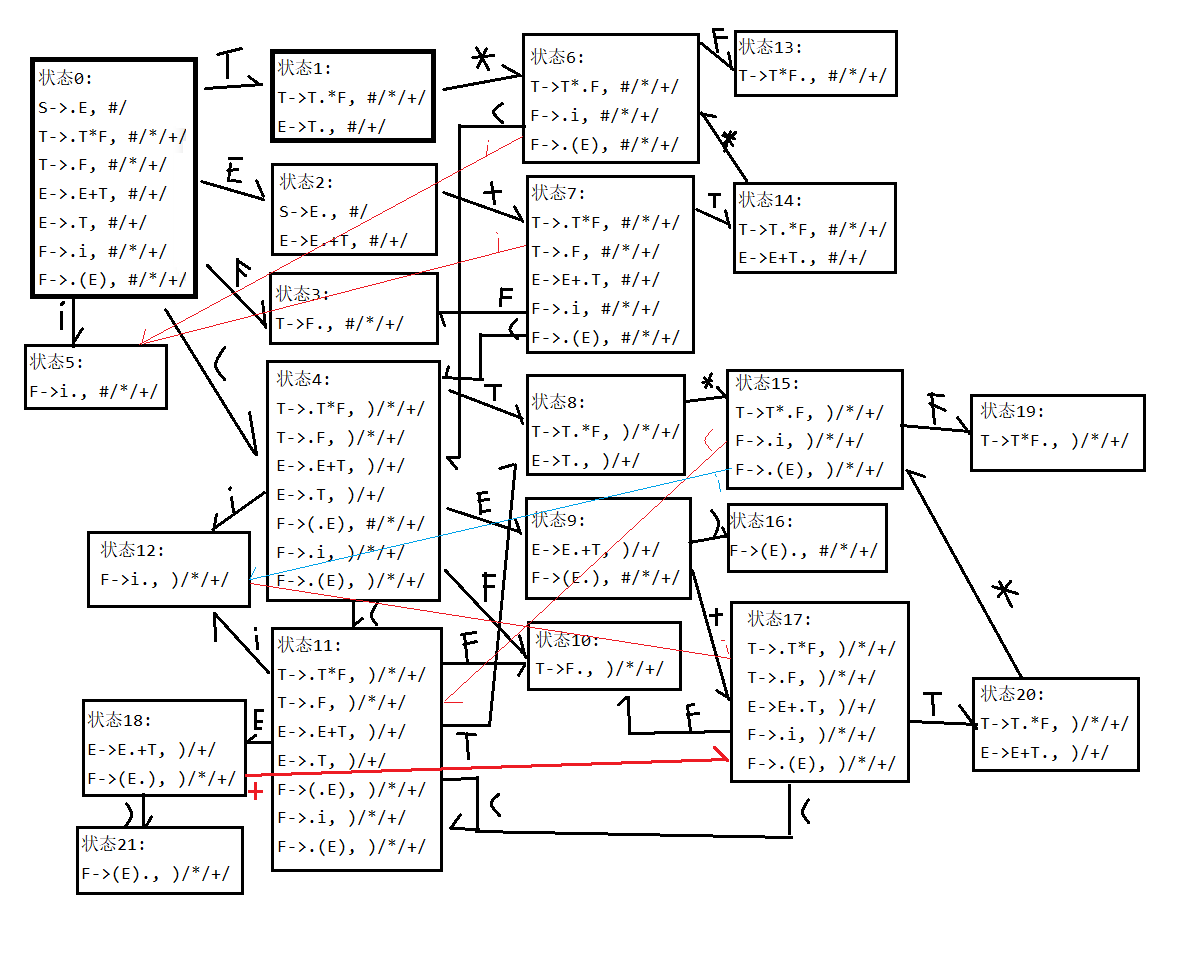 状态0:
S->.E, #/
T->.T*F, #/*/+/
T->.F, #/*/+/
E->.E+T, #/+/
E->.T, #/+/
F->.i, #/*/+/
F->.(E), #/*/+/
T
状态1:
T->T.*F, #/*/+/
E->T., #/+/
*
状态6:
T->T*.F, #/*/+/
F->.i, #/*/+/
F->.(E), #/*/+/
F
状态13:
T->T*F., #/*/+/
E
状态2:
S->E., #/
E->E.+T, #/+/
+
(
i
状态7:
T->.T*F, #/*/+/
T->.F, #/*/+/
E->E+.T, #/+/
F->.i, #/*/+/
F->.(E), #/*/+/
T
*
状态14:
T->T.*F, #/*/+/
E->E+T., #/+/
F
状态3:
T->F., #/*/+/
i
F
(
i
状态5:
F->i., #/*/+/
(
状态4:
T->.T*F, )/*/+/
T->.F, )/*/+/
E->.E+T, )/+/
E->.T, )/+/
F->(.E), #/*/+/
F->.i, )/*/+/
F->.(E), )/*/+/
T
状态8:
T->T.*F, )/*/+/
E->T., )/+/
*
状态15:
T->T*.F, )/*/+/
F->.i, )/*/+/
F->.(E), )/*/+/
(
i
F
状态19:
T->T*F., )/*/+/
i
状态12:
F->i., )/*/+/
E
状态9:
E->E.+T, )/+/
F->(E.), #/*/+/
)
状态16:
F->(E)., #/*/+/
F
(
i
状态11:
T->.T*F, )/*/+/
T->.F, )/*/+/
E->.E+T, )/+/
E->.T, )/+/
F->(.E), )/*/+/
F->.i, )/*/+/
F->.(E), )/*/+/
F
状态10:
T->F., )/*/+/
+
i
状态17:
T->.T*F, )/*/+/
T->.F, )/*/+/
E->E+.T, )/+/
F->.i, )/*/+/
F->.(E), )/*/+/
F
T
*
状态20:
T->T.*F, )/*/+/
E->E+T., )/+/
E
T
状态18:
E->E.+T, )/+/
F->(E.), )/*/+/
+
(
(
)
状态21:
F->(E)., )/*/+/